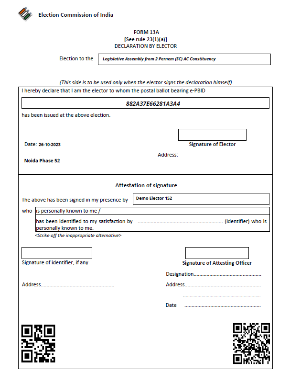 Election Commission of India
FORM 13A
[See rule 23(1)(a)]
DECLARATION BY ELECTOR
Election to the Legislative Assembly from 2 Porman (SC) AC Constituency
(This side is to be used only when the elector signs the declaration himself)
I hereby declare that I am the elector to whom the postal ballot bearing e-PBID
882A37E66281A3A4
has been issued at the above election.
Date: 26-10-2023
Signature of Elector
Address:
Noida Phase 52
Attestation of signature
The above has been signed in my presence by Demo Elector 152
who is personally known to me /
has been identified to my satisfaction by ........ (identifier) who is
personally known to me.
<Strike off the inappropriate alternative>
Signature of Identifier, if any
Signature of Attesting Officer
Designation........
Address........ Address........
Date ........